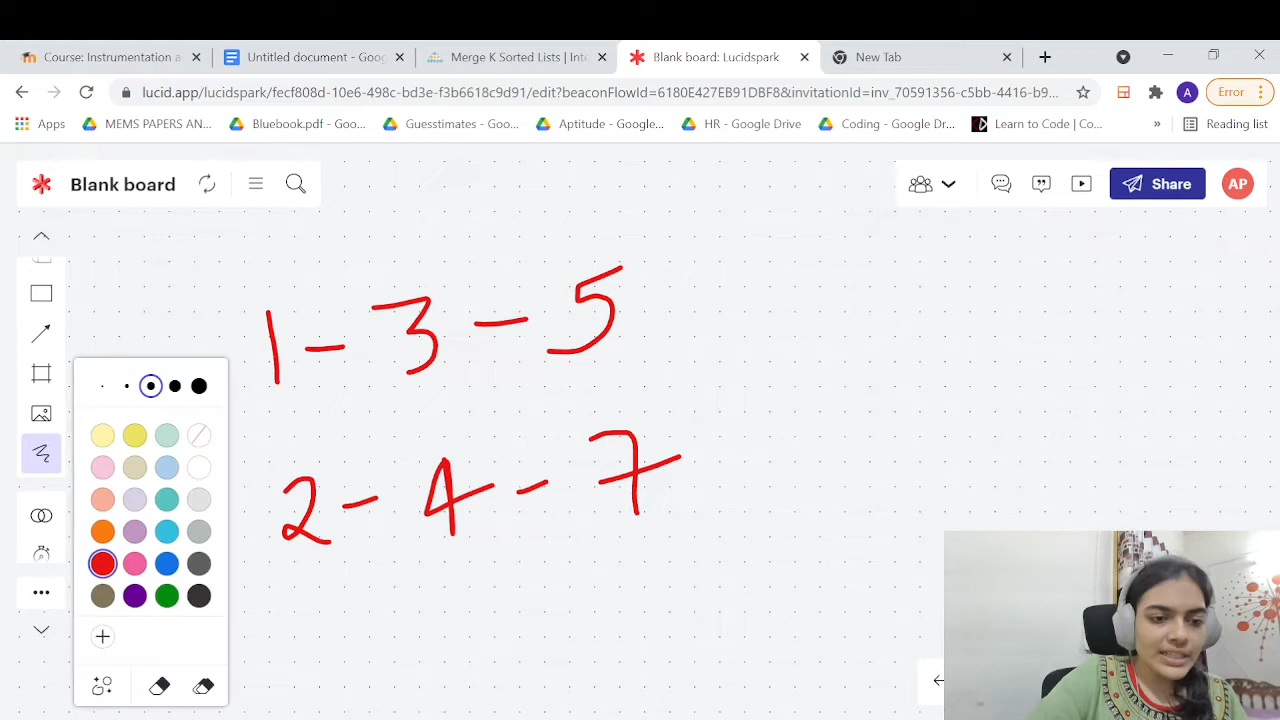 Course: Instrumentation a
Untitled document - Goog
Merge K Sorted Lists | Inte
Blank board: Lucidspark
New Tab
lucid.app/lucidspark/fecf808d-10e6-498c-bd3e-f3b6618c9d91/edit?beaconFlowId=6180E427EB91DBF8&invitationId=inv_70591356-c5bb-4416-b9...
A
Error
Apps
MEMS PAPERS AN...
Bluebook.pdf - Goo...
Guesstimates - Goo...
Aptitude - Google...
HR - Google Drive
Coding - Google Dr...
Learn to Code | Co...
»
Reading list
Blank board
Share
AP
1 - 3 - 5
2 - 4 - 7